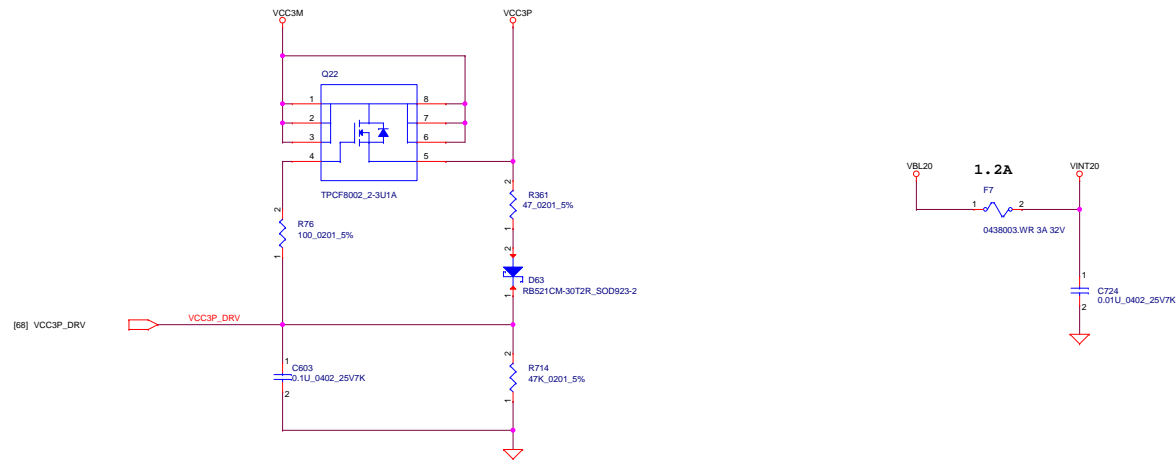 VCC3M
VCC3P
Q22
1
2
3
4
8
7
6
5
TPCF8002_2-3U1A
2
R76
100_0201_5%
1
2
R361
47_0201_5%
1
2
D63
RB521CM-30T2R_SOD923-2
1
[68] VCC3P_DRV
VCC3P_DRV
1
C603
0.1U_0402_25V7K
2
2
R714
47K_0201_5%
1
VBL20
1.2A
VINT20
F7
1
2
0438003.WR 3A 32V
1
C724
0.01U_0402_25V7K
2